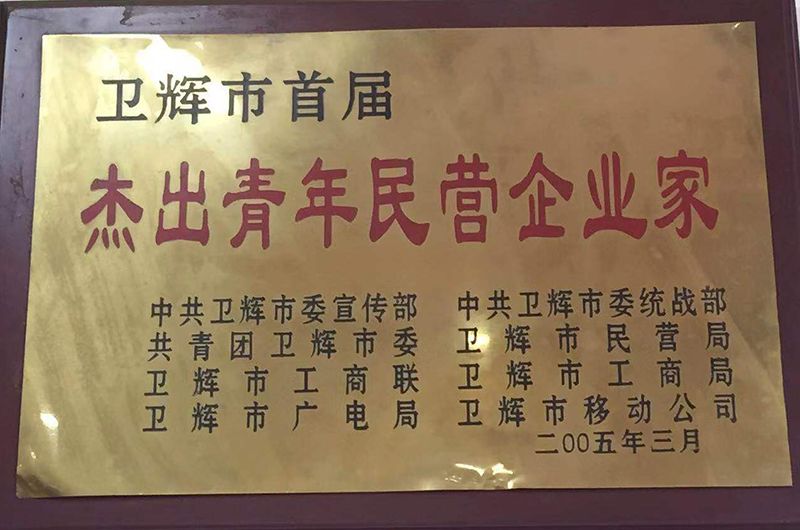 卫辉市首届
杰出青年民营企业家
中共卫辉市委宣传部 中共卫辉市委统战部
共青团卫辉市委 卫辉市民营局
卫辉市工商联 卫辉市工商局
卫辉市广电局 卫辉市移动公司
二00五年三月